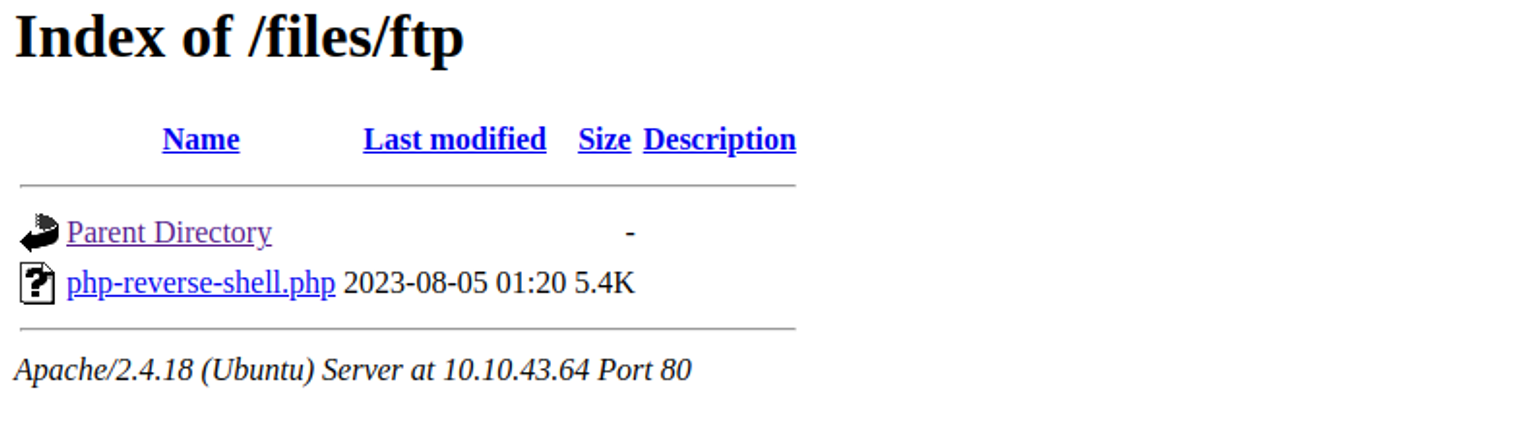 Index of /files/ftp
Name Last modified Size Description
Parent Directory -
php-reverse-shell.php 2023-08-05 01:20 5.4K
Apache/2.4.18 (Ubuntu) Server at 10.10.43.64 Port 80